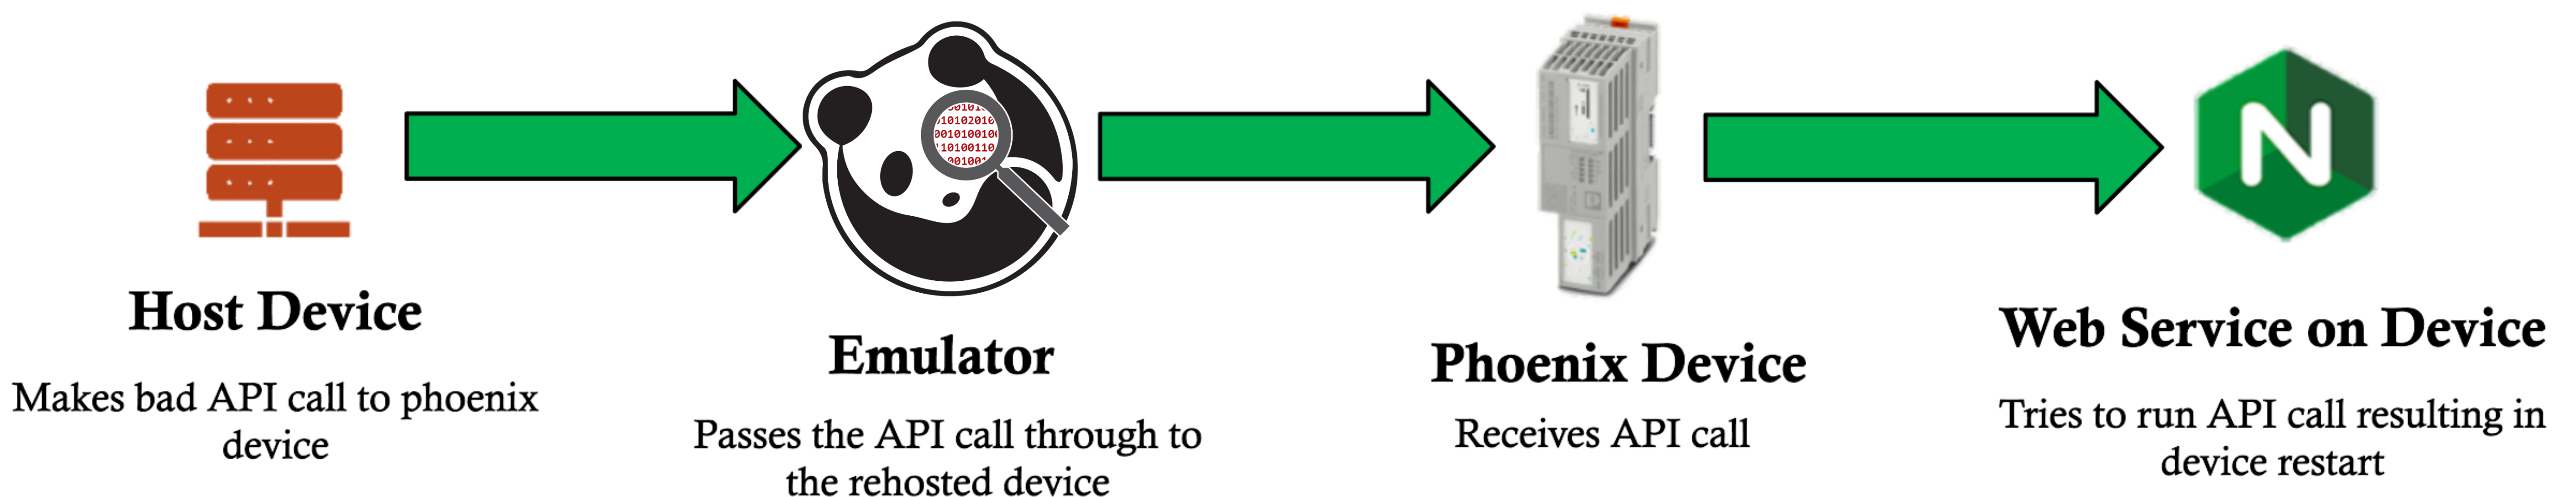 Host Device
Makes bad API call to phoenix
device
Emulator
Passes the API call through to
the rehosted device
Phoenix Device
Receives API call
Web Service on Device
Tries to run API call resulting in
device restart
N